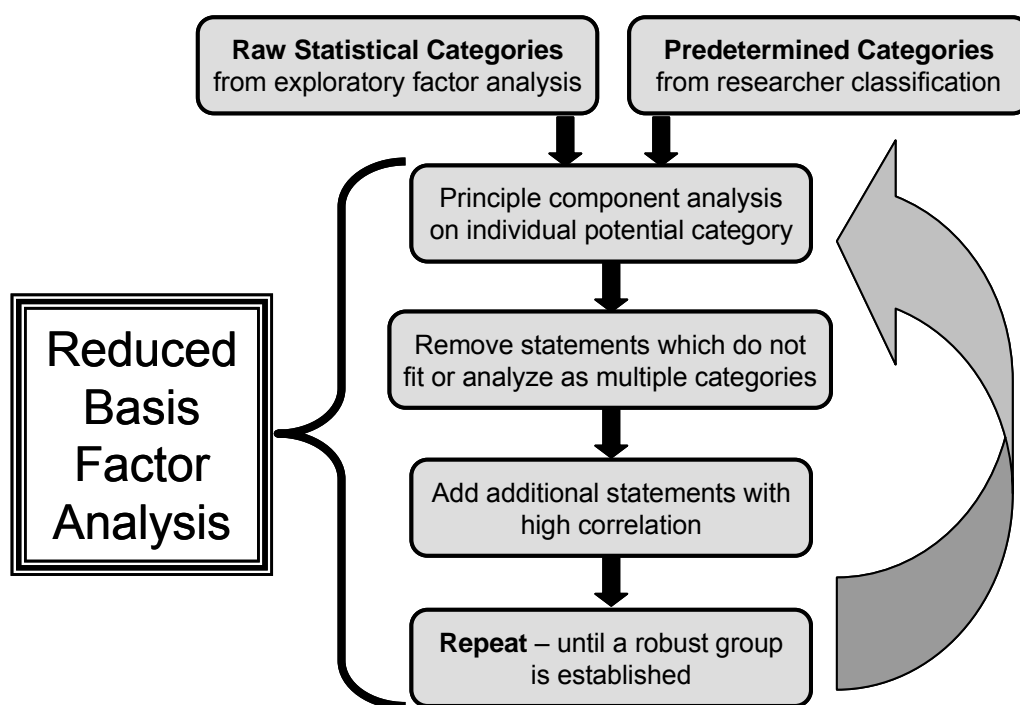 Raw Statistical Categories
from exploratory factor analysis
Predetermined Categories
from researcher classification
Principle component analysis
on individual potential category
Remove statements which do not
fit or analyze as multiple categories
Add additional statements with
high correlation
Repeat – until a robust group
is established
Reduced
Basis
Factor
Analysis